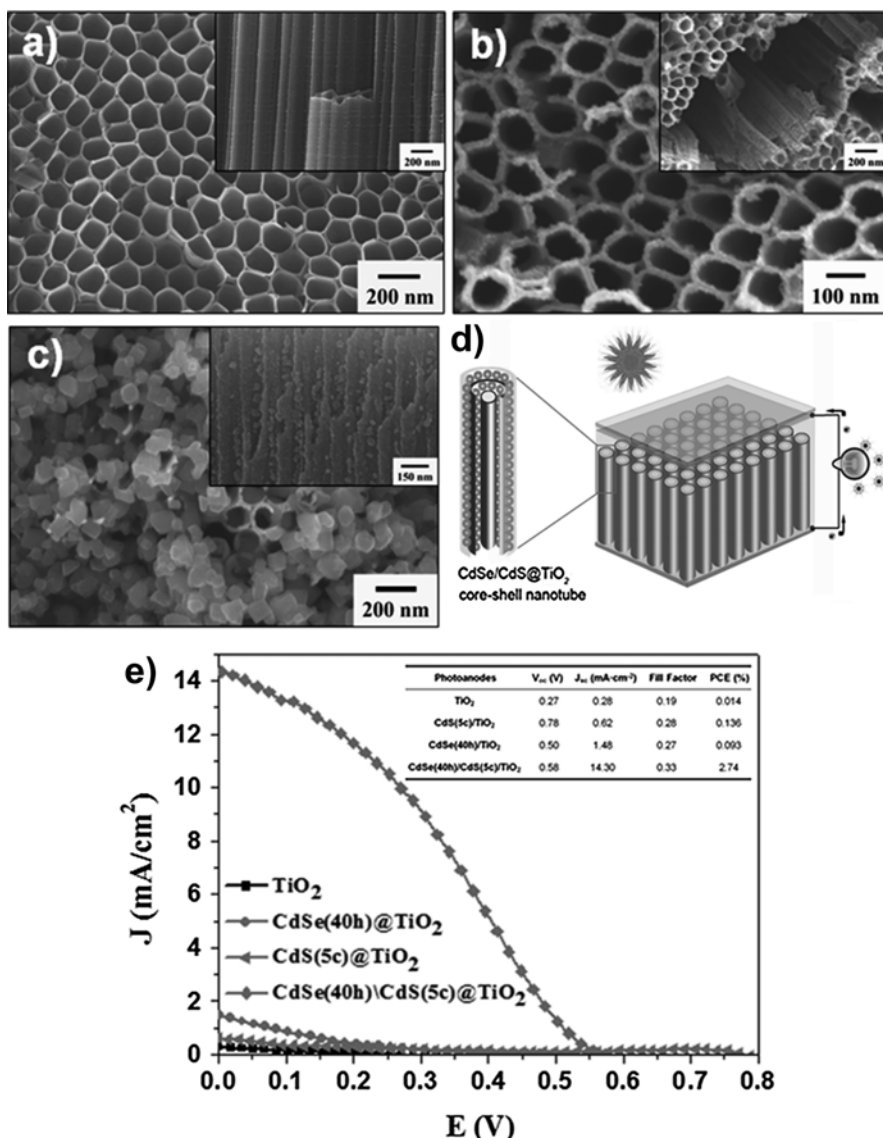 a)
200 nm
200 nm
b)
200 nm
100 nm
c)
150 nm
200 nm
d)
CdSe/CdS@TiO₂
core-shell nanotube
e)
Photoanodes V_oc (V) J_sc (mA·cm⁻²) Fill Factor PCE (%)
TiO₂ 0.27 0.28 0.19 0.014
CdS(5c)/TiO₂ 0.78 0.62 0.28 0.136
CdSe(40h)/TiO₂ 0.50 1.48 0.27 0.093
CdSe(40h)/CdS(5c)/TiO₂ 0.58 14.30 0.33 2.74
14
12
10
8
6
4
2
0
J (mA/cm²)
TiO₂
CdSe(40h)@TiO₂
CdS(5c)@TiO₂
CdSe(40h)\CdS(5c)@TiO₂
0.0 0.1 0.2 0.3 0.4 0.5 0.6 0.7 0.8
E (V)